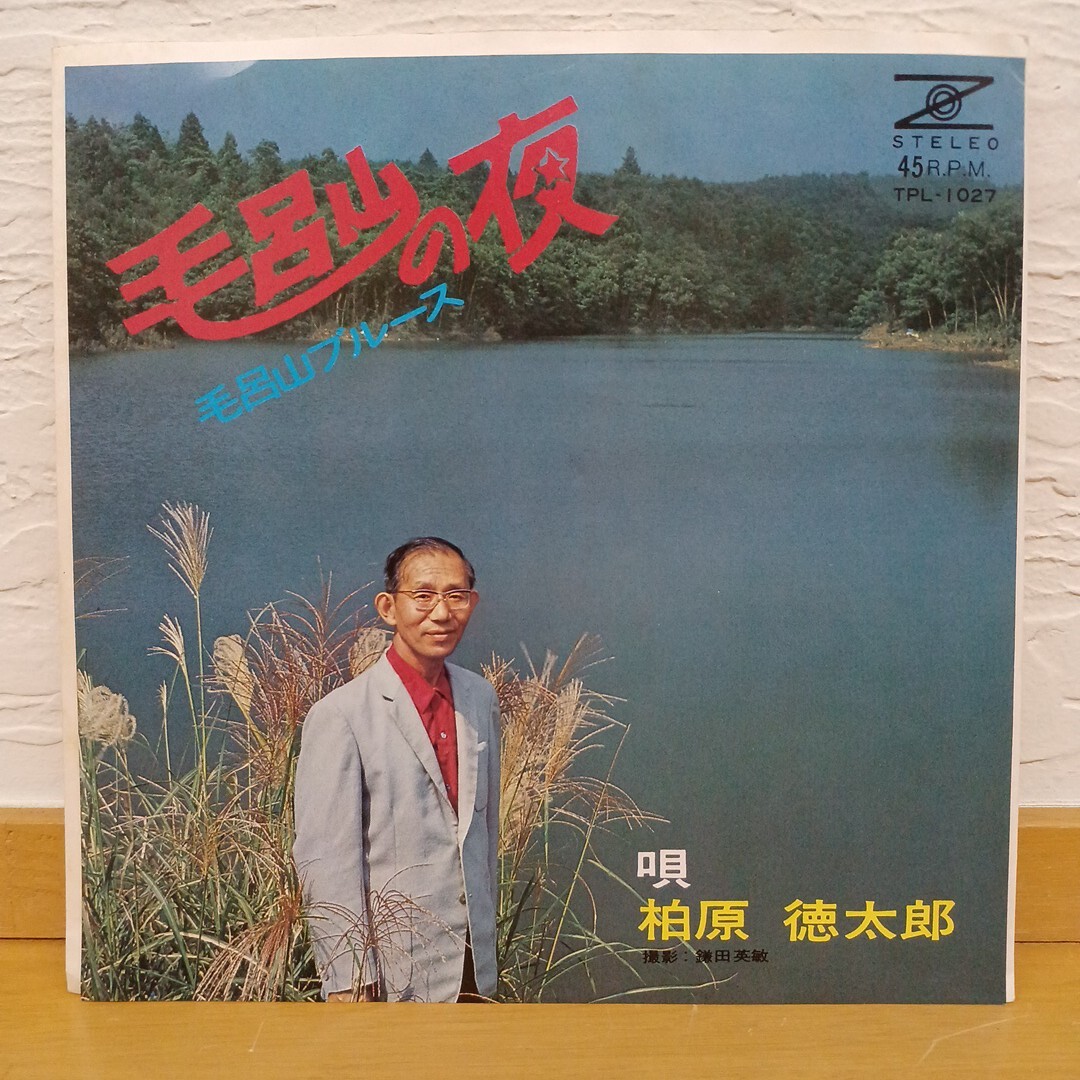 毛呂山の夜
毛呂山ブルース
STELEO
45 R.P.M.
TPL-1027
唄
柏原 徳太郎
撮影：鎌田英敏